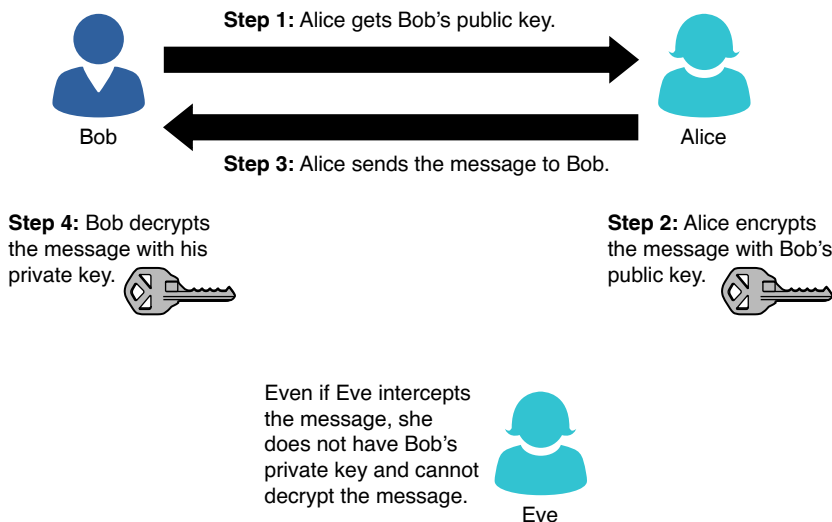 Step 1: Alice gets Bob's public key.
Bob
Alice
Step 3: Alice sends the message to Bob.
Step 4: Bob decrypts
the message with his
private key.
Step 2: Alice encrypts
the message with Bob's
public key.
Even if Eve intercepts
the message, she
does not have Bob's
private key and cannot
decrypt the message.
Eve